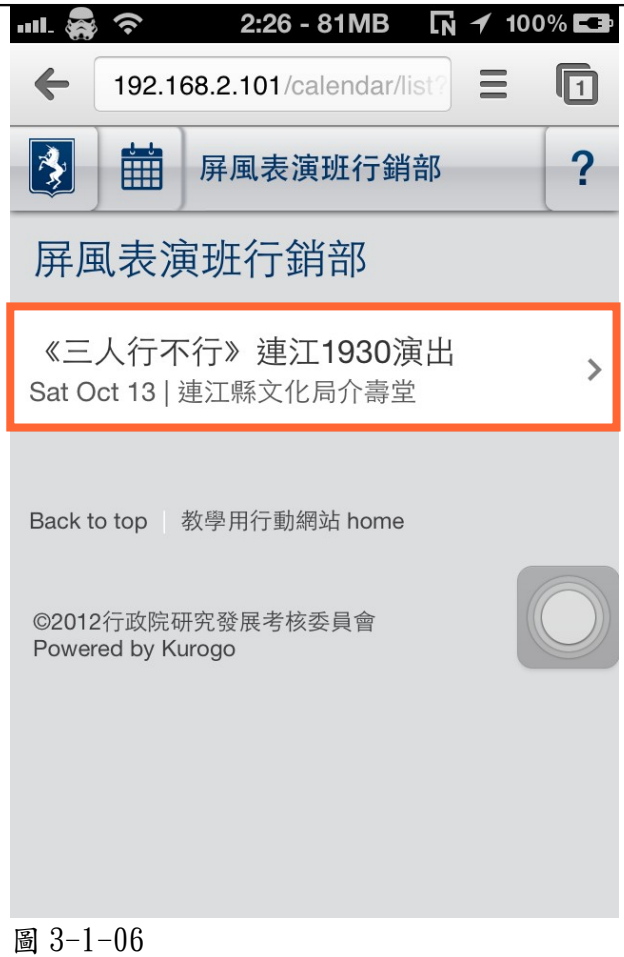 2:26 - 81MB 100%
192.168.2.101/calendar/list?
1
屏風表演班行銷部
?
屏風表演班行銷部
《三人行不行》連江1930演出
Sat Oct 13 | 連江縣文化局介壽堂
Back to top 教學用行動網站 home
©2012行政院研究發展考核委員會
Powered by Kurogo
圖 3-1-06